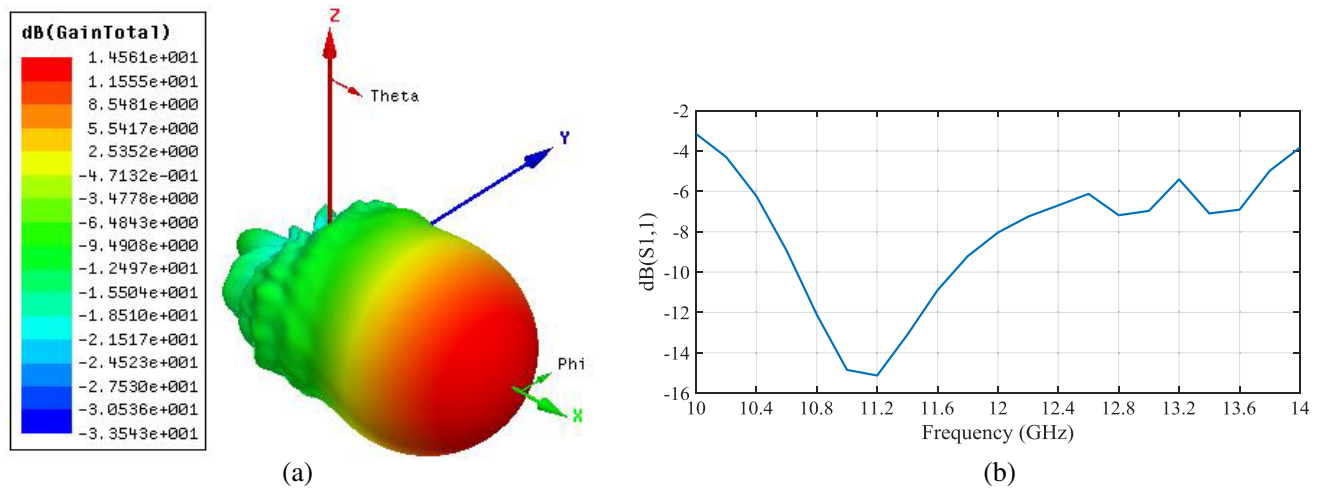 dB(GainTotal)
1.4561e+001
1.1555e+001
8.5481e+000
5.5417e+000
2.5352e+000
-4.7132e-001
-3.4778e+000
-6.4843e+000
-9.4908e+000
-1.2497e+001
-1.5504e+001
-1.8510e+001
-2.1517e+001
-2.4523e+001
-2.7530e+001
-3.0536e+001
-3.3543e+001
Z
Theta
Y
Phi
X
(a)
dB(S1,1)
-2
-4
-6
-8
-10
-12
-14
-16
10 10.4 10.8 11.2 11.6 12 12.4 12.8 13.2 13.6 14
Frequency (GHz)
(b)